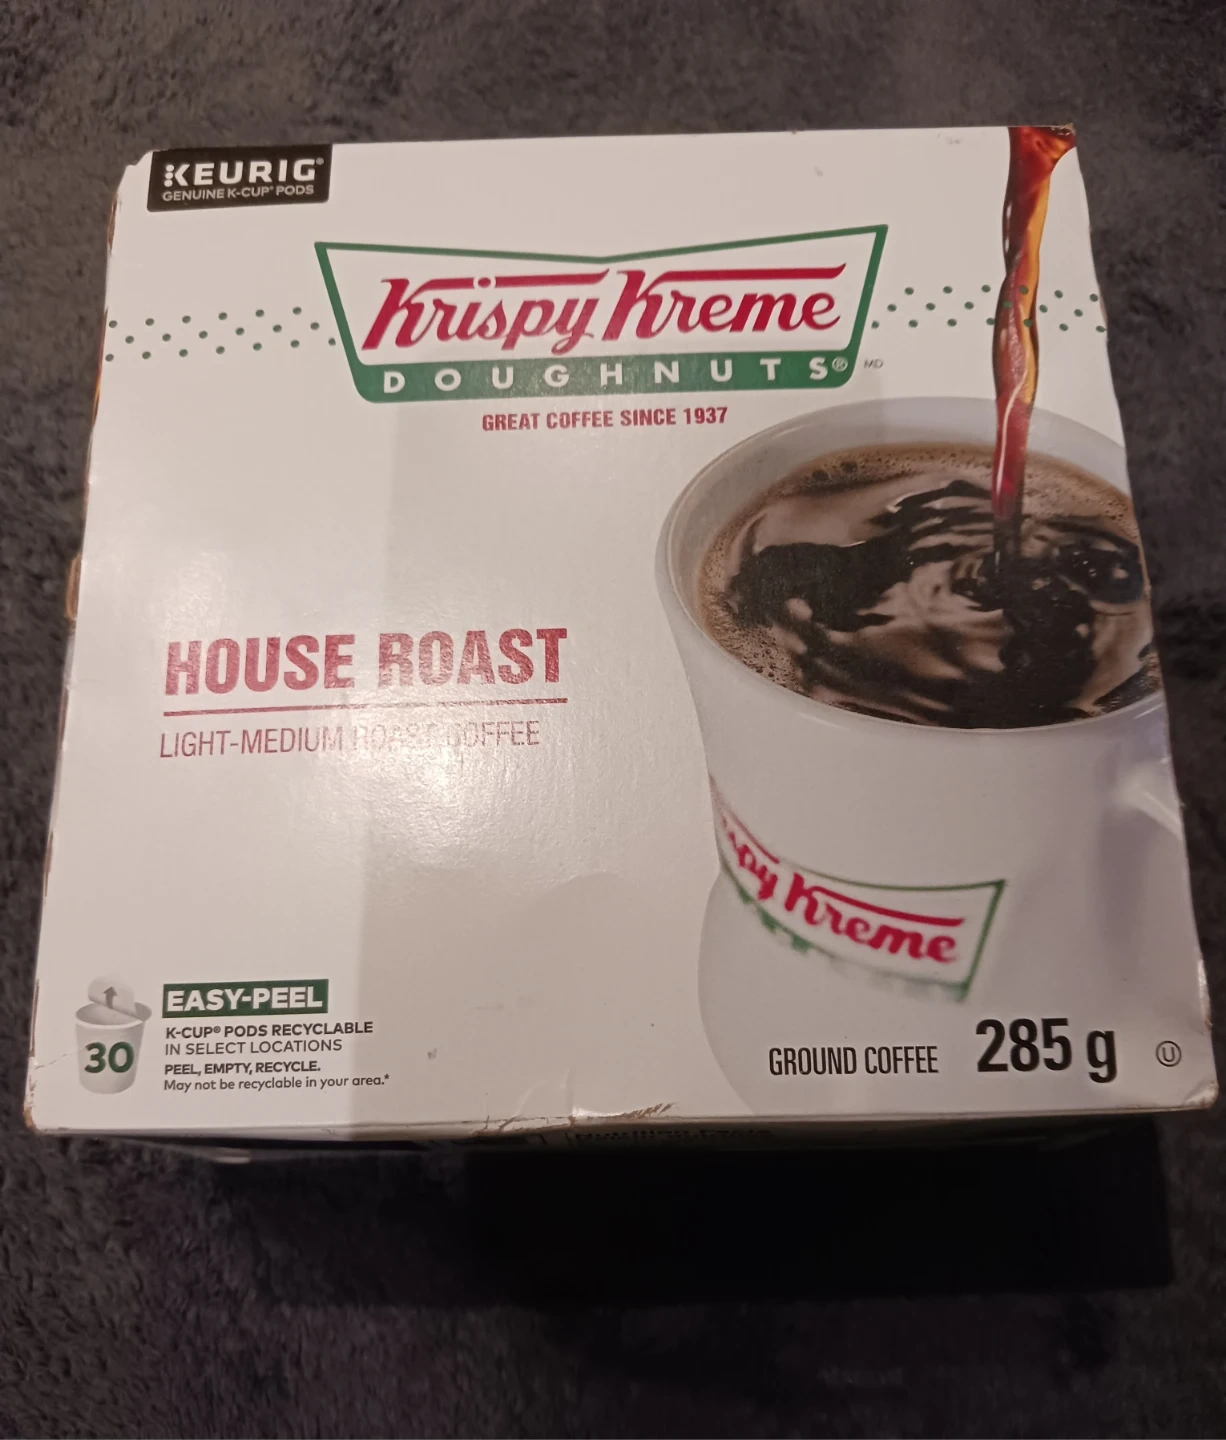 KEURIG®
GENUINE K-CUP® PODS
Krispy Kreme
DOUGHNUTS® MD
GREAT COFFEE SINCE 1937
HOUSE ROAST
LIGHT-MEDIUM ROAST COFFEE
Kreme
EASY-PEEL
30
K-CUP® PODS RECYCLABLE
IN SELECT LOCATIONS
PEEL, EMPTY, RECYCLE.
May not be recyclable in your area.*
GROUND COFFEE 285 g
U